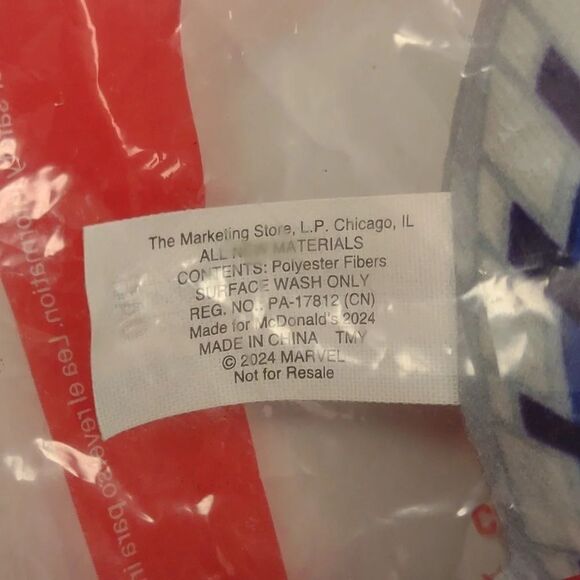 The Marketing Store, L.P. Chicago, IL
ALL NEW MATERIALS
CONTENTS: Polyester Fibers
SURFACE WASH ONLY
REG. NO.. PA-17812 (CN)
Made for McDonald's 2024
MADE IN CHINA TMY
© 2024 MARVEL
Not for Resale